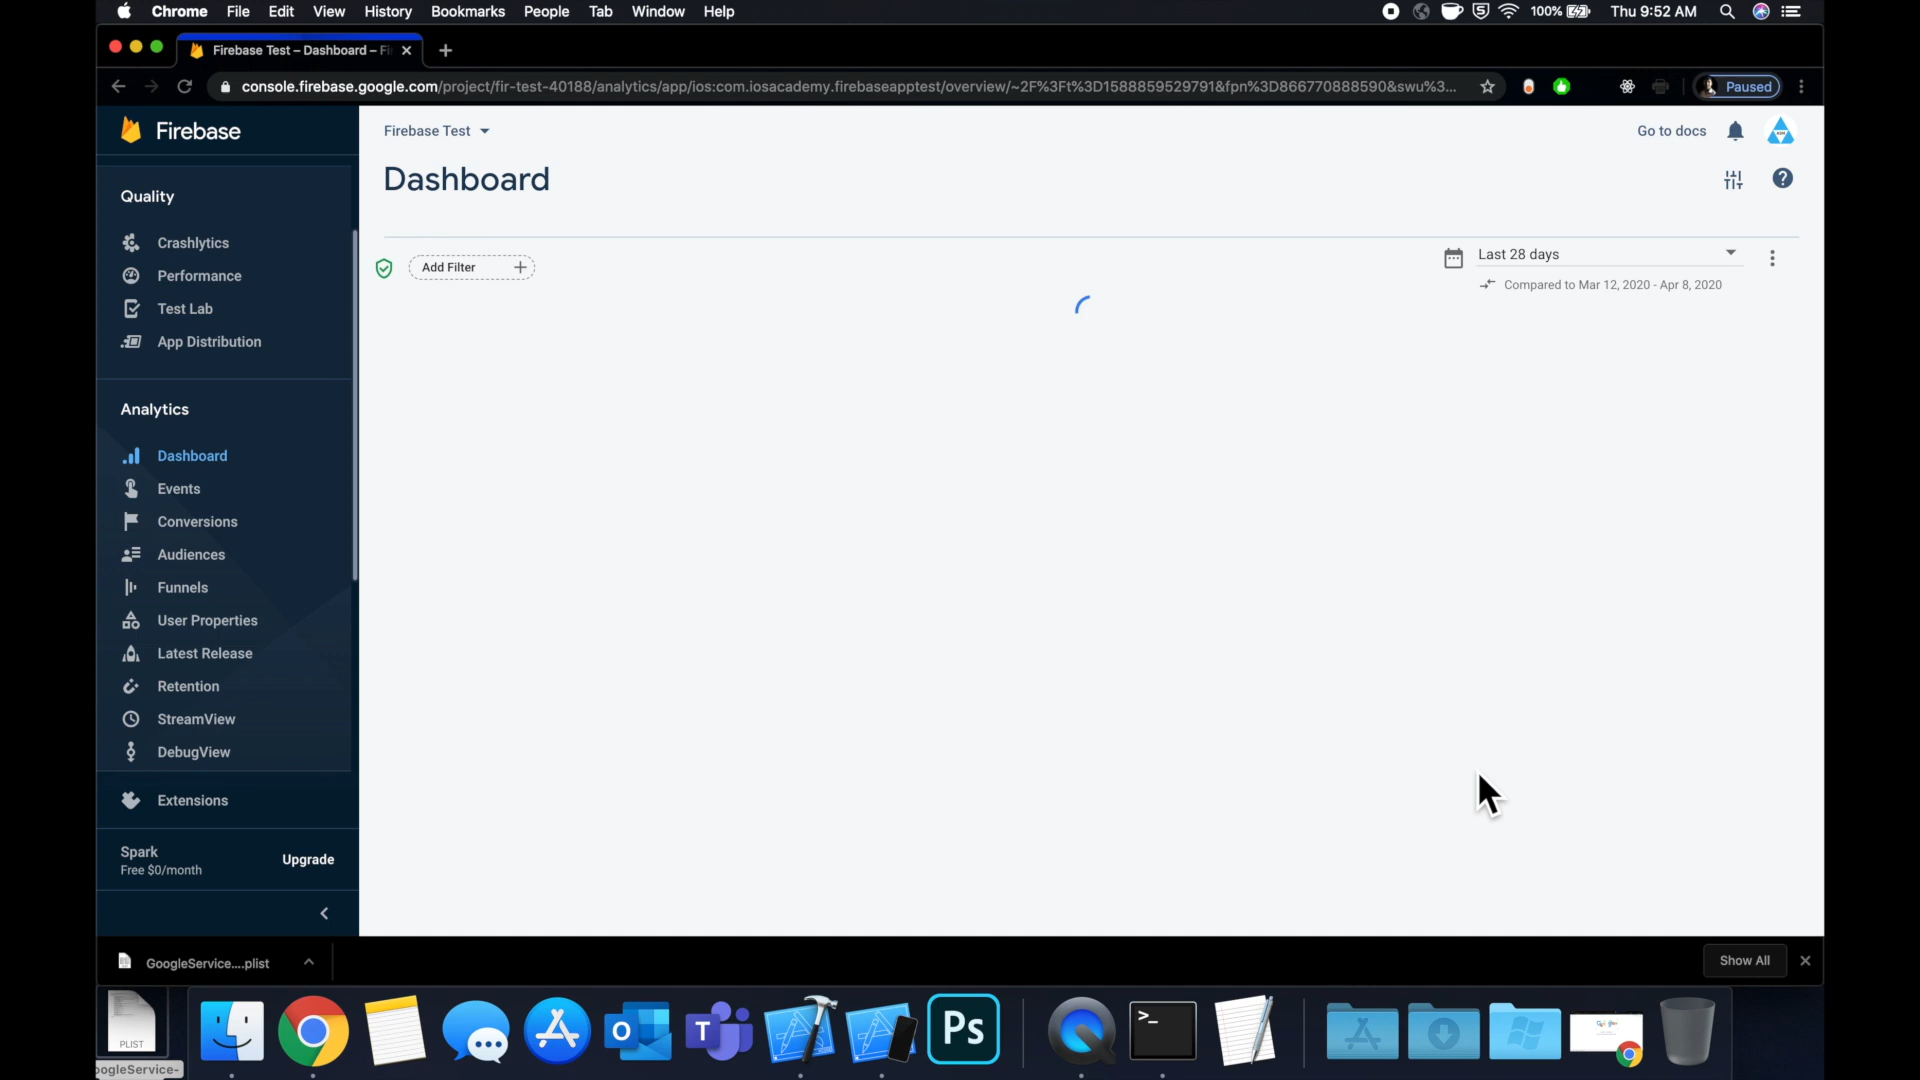 Chrome File Edit View History Bookmarks People Tab Window Help
100%
Thu 9:52 AM
Firebase Test – Dashboard – Fi
console.firebase.google.com/project/fir-test-40188/analytics/app/ios:com.iosacademy.firebaseapptest/overview/~2F%3Ft%3D1588859529791&fpn%3D866770888590&swu%3...
Paused
Firebase
Firebase Test
Go to docs
Dashboard
Quality
Crashlytics
Performance
Test Lab
App Distribution
Add Filter
Last 28 days
Compared to Mar 12, 2020 - Apr 8, 2020
Analytics
Dashboard
Events
Conversions
Audiences
Funnels
User Properties
Latest Release
Retention
StreamView
DebugView
Extensions
Spark
Free $0/month
Upgrade
GoogleService....plist
Show All
PLIST
oogleService-
O
T
Ps
>_